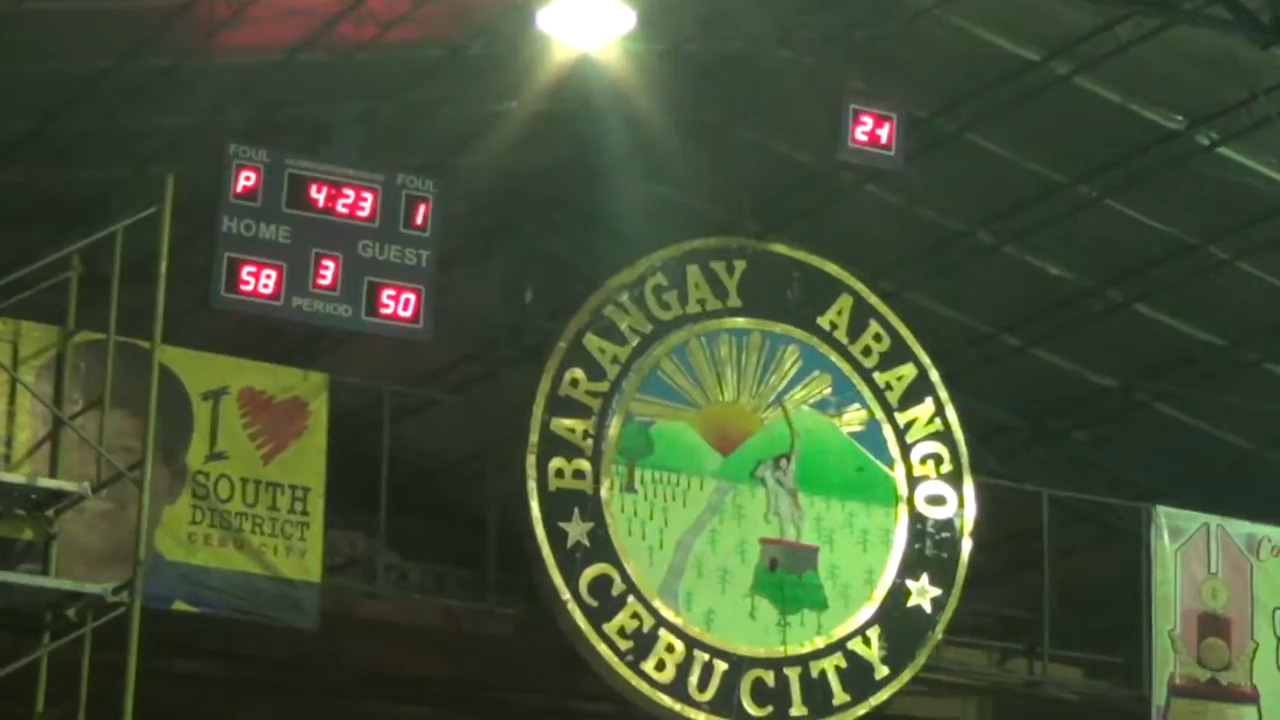 FOUL
P
4:23
FOUL
1
HOME
GUEST
58
3
50
PERIOD
I
SOUTH
DISTRICT
CEBU CITY
BARANGAY ABANGO
CEBU CITY